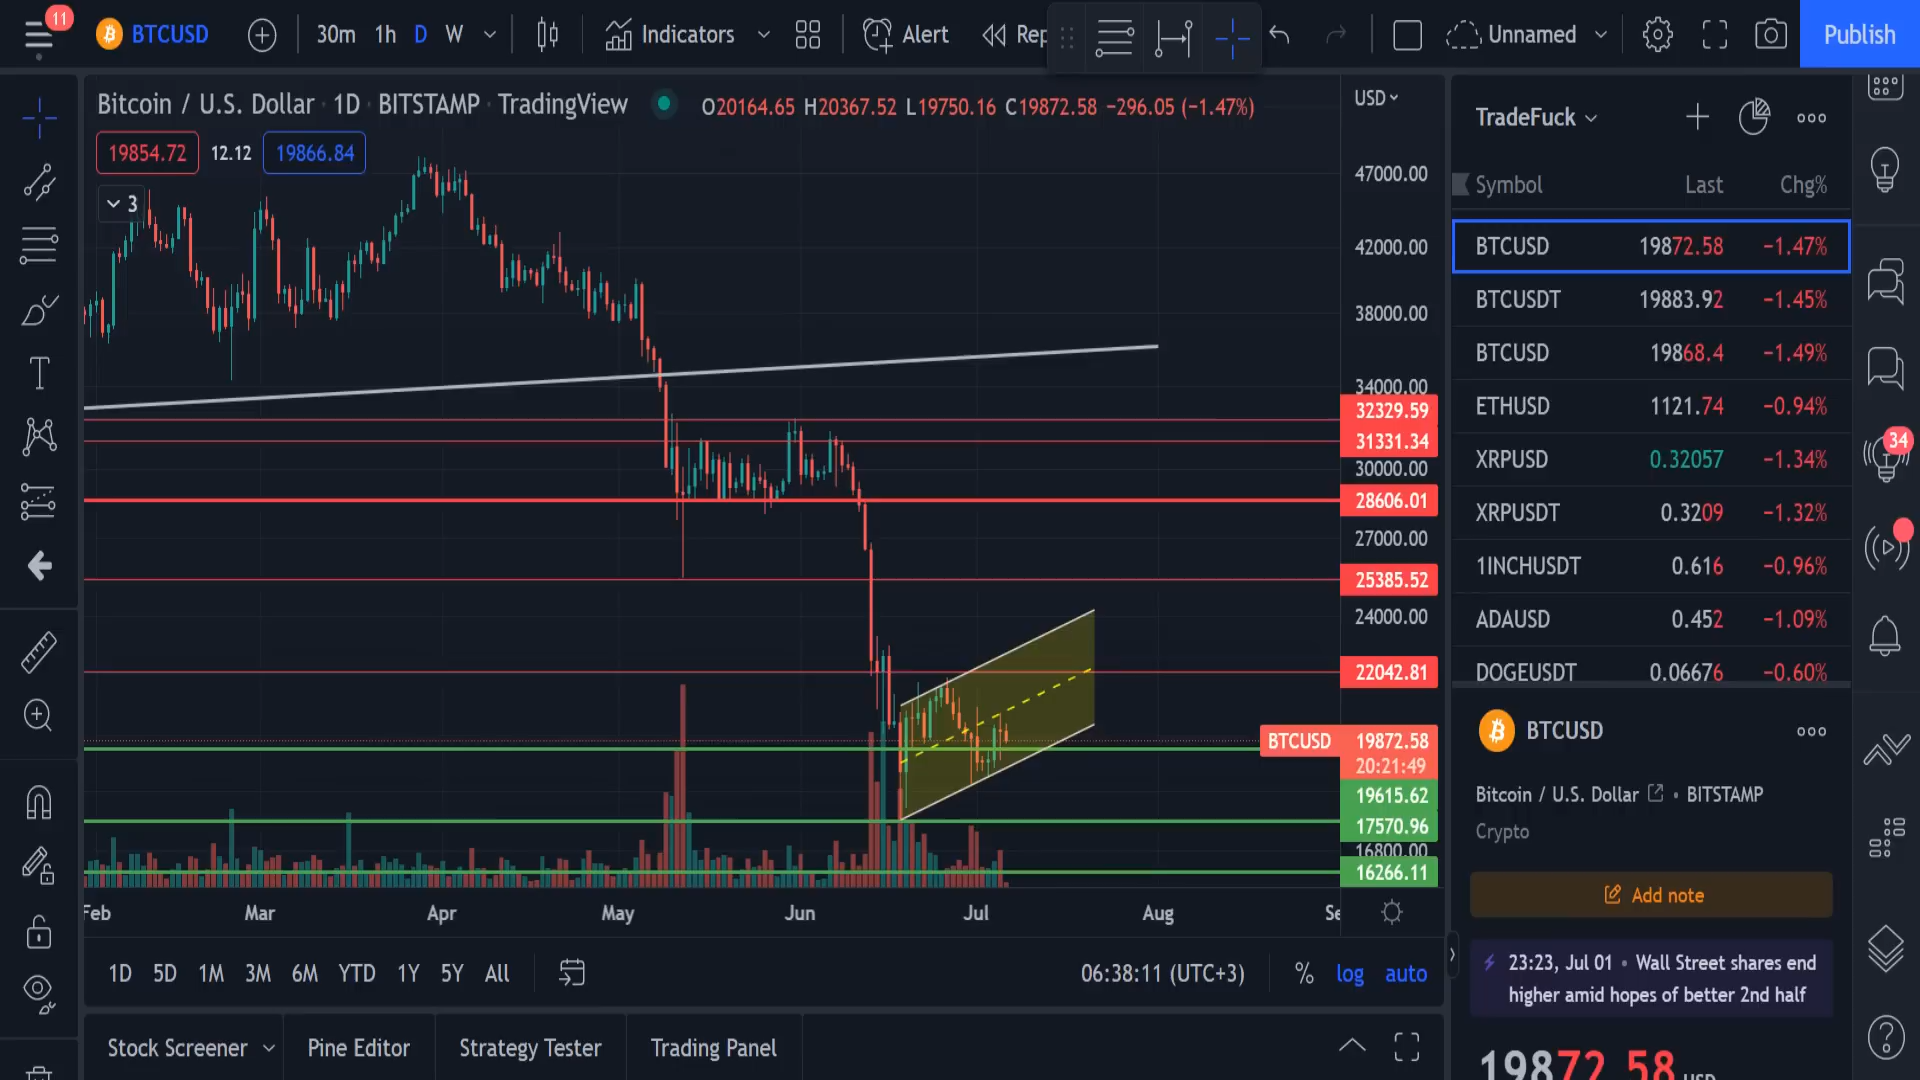 11
BTCUSD
30m 1h D W
Indicators
Alert
Rep
Unnamed
Publish
Bitcoin / U.S. Dollar · 1D · BITSTAMP · TradingView
O20164.65 H20367.52 L19750.16 C19872.58 −296.05 (−1.47%)
USD
19854.72 12.12 19866.84
3
47000.00
42000.00
38000.00
34000.00
32329.59
31331.34
30000.00
28606.01
27000.00
25385.52
24000.00
22042.81
BTCUSD 19872.58
20:21:49
19615.62
17570.96
16800.00
16266.11
Feb Mar Apr May Jun Jul Aug Se
1D 5D 1M 3M 6M YTD 1Y 5Y All
06:38:11 (UTC+3) % log auto
Stock Screener Pine Editor Strategy Tester Trading Panel
TradeFuck
Symbol Last Chg%
BTCUSD 19872.58 −1.47%
BTCUSDT 19883.92 −1.45%
BTCUSD 19868.4 −1.49%
ETHUSD 1121.74 −0.94%
XRPUSD 0.32057 −1.34%
XRPUSDT 0.3209 −1.32%
1INCHUSDT 0.616 −0.96%
ADAUSD 0.452 −1.09%
DOGEUSDT 0.06676 −0.60%
BTCUSD
Bitcoin / U.S. Dollar • BITSTAMP
Crypto
Add note
23:23, Jul 01 • Wall Street shares end
higher amid hopes of better 2nd half
19872.58 USD
34